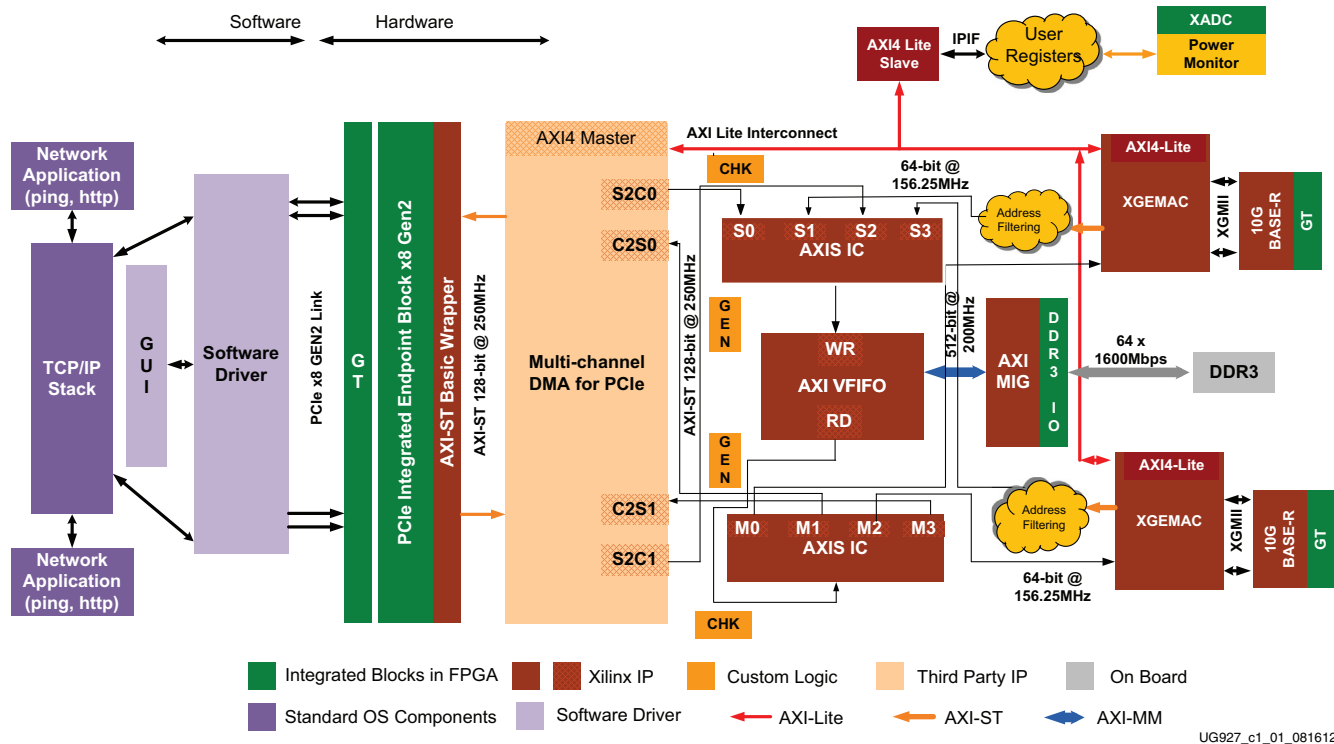 Software
Hardware
XADC
Power
Monitor
User
Registers
IPIF
AXI4 Lite
Slave
AXI Lite Interconnect
AXI4 Master
CHK
64-bit @
156.25MHz
AXI4-Lite
XGEMAC
XGMII
10G
BASE-R
GT
Address
Filtering
Network
Application
(ping, http)
TCP/IP
Stack
GUI
Software
Driver
PCIe x8 GEN2 Link
GT
PCIe Integrated Endpoint Block x8 Gen2
AXI-ST Basic Wrapper
AXI-ST 128-bit @ 250MHz
Multi-channel
DMA for PCIe
S2C0
C2S0
C2S1
S2C1
AXI-ST 128-bit @ 250MHz
S0
S1
S2
S3
AXIS IC
GEN
WR
AXI VFIFO
RD
512-bit @
200MHz
AXI
MIG
DDR3 IO
64 x
1600Mbps
DDR3
GEN
M0
M1
M2
M3
AXIS IC
CHK
Address
Filtering
AXI4-Lite
XGEMAC
XGMII
10G
BASE-R
GT
64-bit @
156.25MHz
Network
Application
(ping, http)
Integrated Blocks in FPGA
Xilinx IP
Custom Logic
Third Party IP
On Board
Standard OS Components
Software Driver
AXI-Lite
AXI-ST
AXI-MM
UG927_c1_01_081612